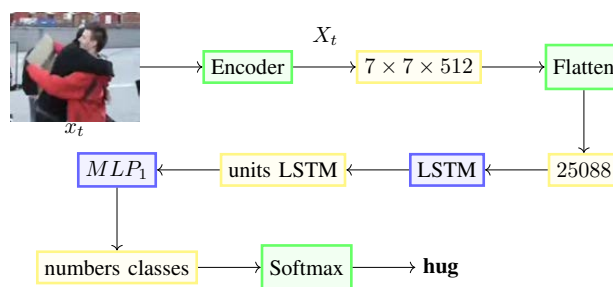 X_t
Encoder
7 × 7 × 512
Flatten
x_t
MLP_1
units LSTM
LSTM
25088
numbers classes
Softmax
hug